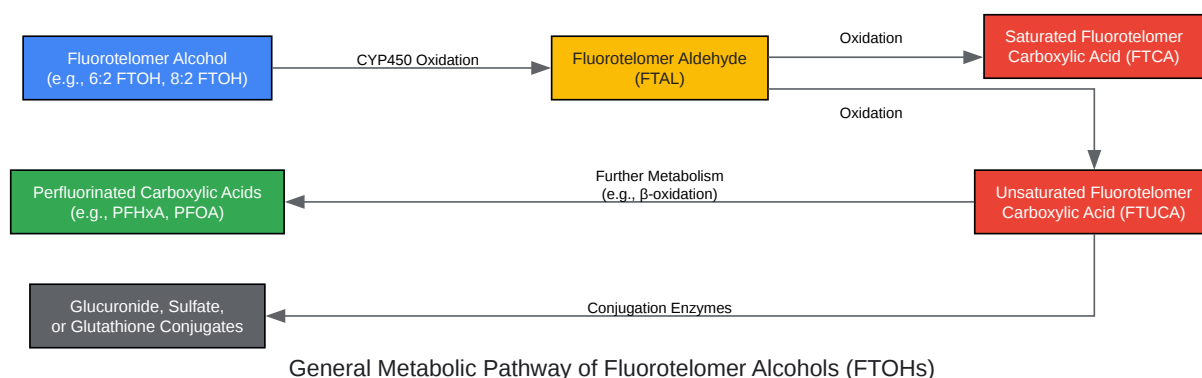 Fluorotelomer Alcohol
(e.g., 6:2 FTOH, 8:2 FTOH)
CYP450 Oxidation
Fluorotelomer Aldehyde
(FTAL)
Oxidation
Saturated Fluorotelomer
Carboxylic Acid (FTCA)
Oxidation
Perfluorinated Carboxylic Acids
(e.g., PFHxA, PFOA)
Further Metabolism
(e.g., β-oxidation)
Unsaturated Fluorotelomer
Carboxylic Acid (FTUCA)
Glucuronide, Sulfate,
or Glutathione Conjugates
Conjugation Enzymes
General Metabolic Pathway of Fluorotelomer Alcohols (FTOHs)